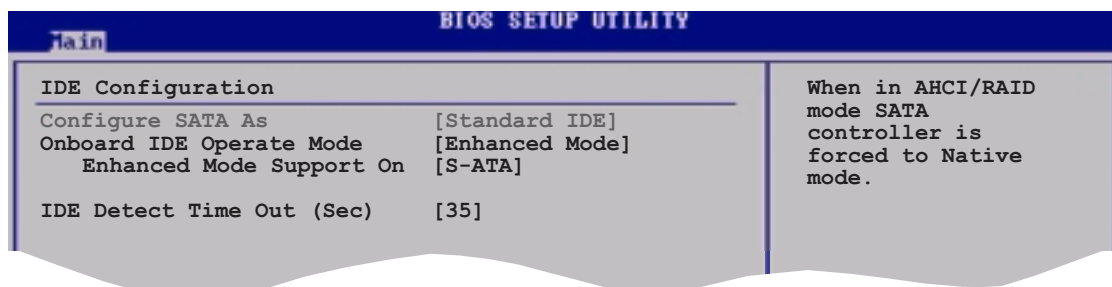 BIOS SETUP UTILITY
Main
IDE Configuration
Configure SATA As [Standard IDE]
Onboard IDE Operate Mode [Enhanced Mode]
Enhanced Mode Support On [S-ATA]
IDE Detect Time Out (Sec) [35]
When in AHCI/RAID
mode SATA
controller is
forced to Native
mode.